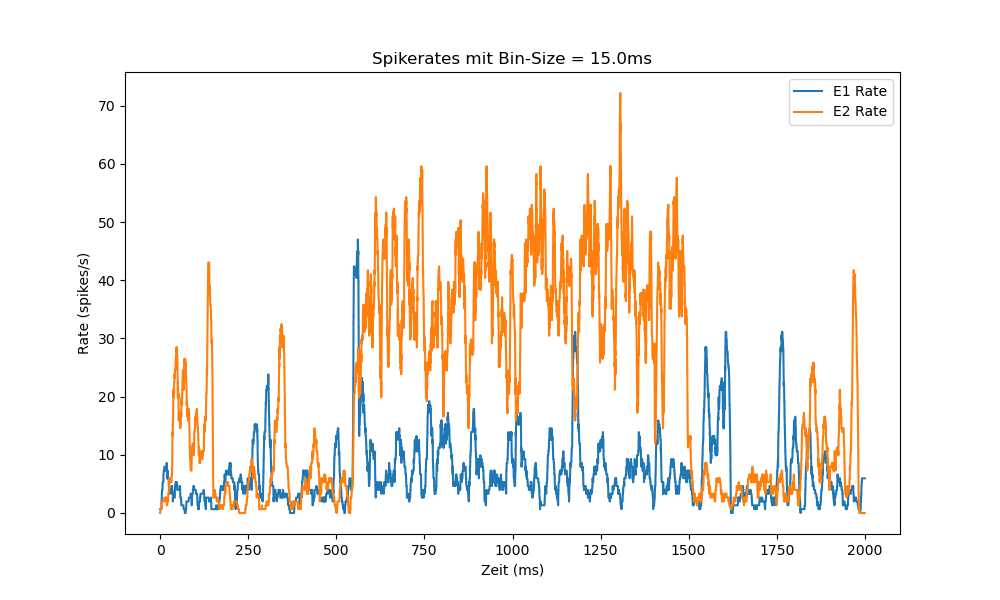 Spikerates mit Bin-Size = 15.0ms
E1 Rate
E2 Rate
70
60
50
40
30
20
10
0
Rate (spikes/s)
0 250 500 750 1000 1250 1500 1750 2000
Zeit (ms)